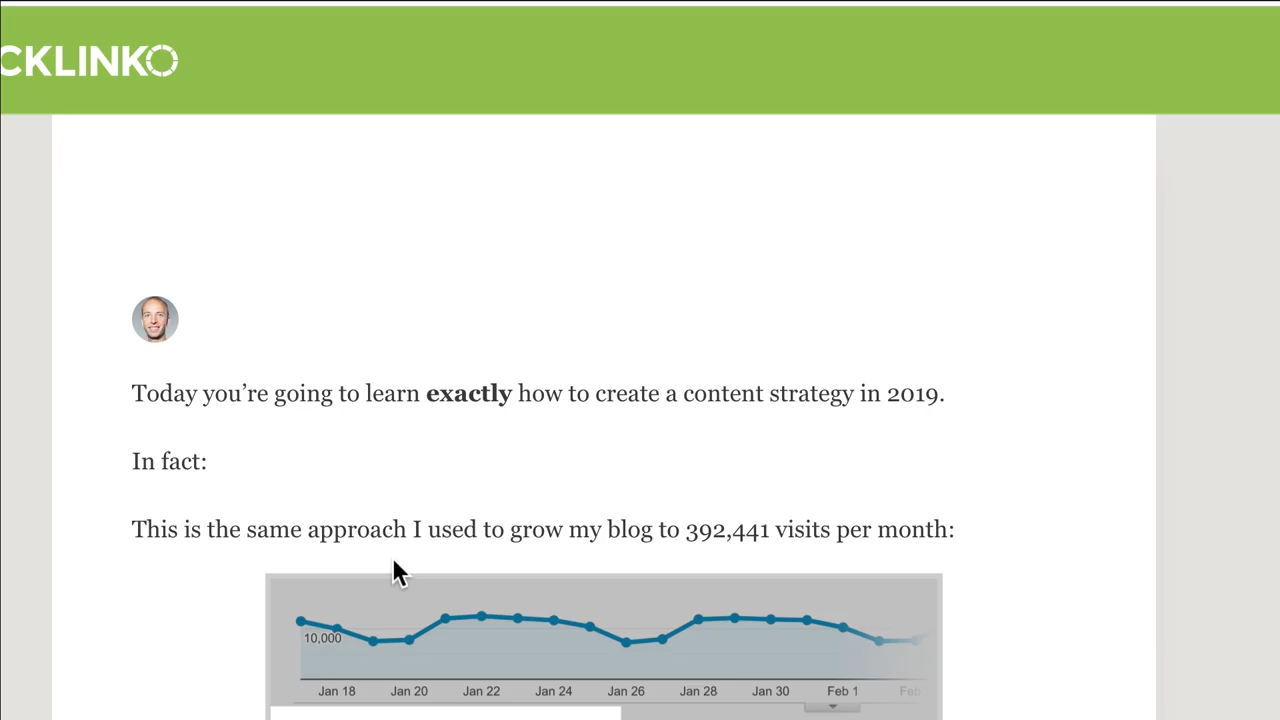 CKLINKO
Today you're going to learn exactly how to create a content strategy in 2019.
In fact:
This is the same approach I used to grow my blog to 392,441 visits per month:
10,000
Jan 18 Jan 20 Jan 22 Jan 24 Jan 26 Jan 28 Jan 30 Feb 1 Feb